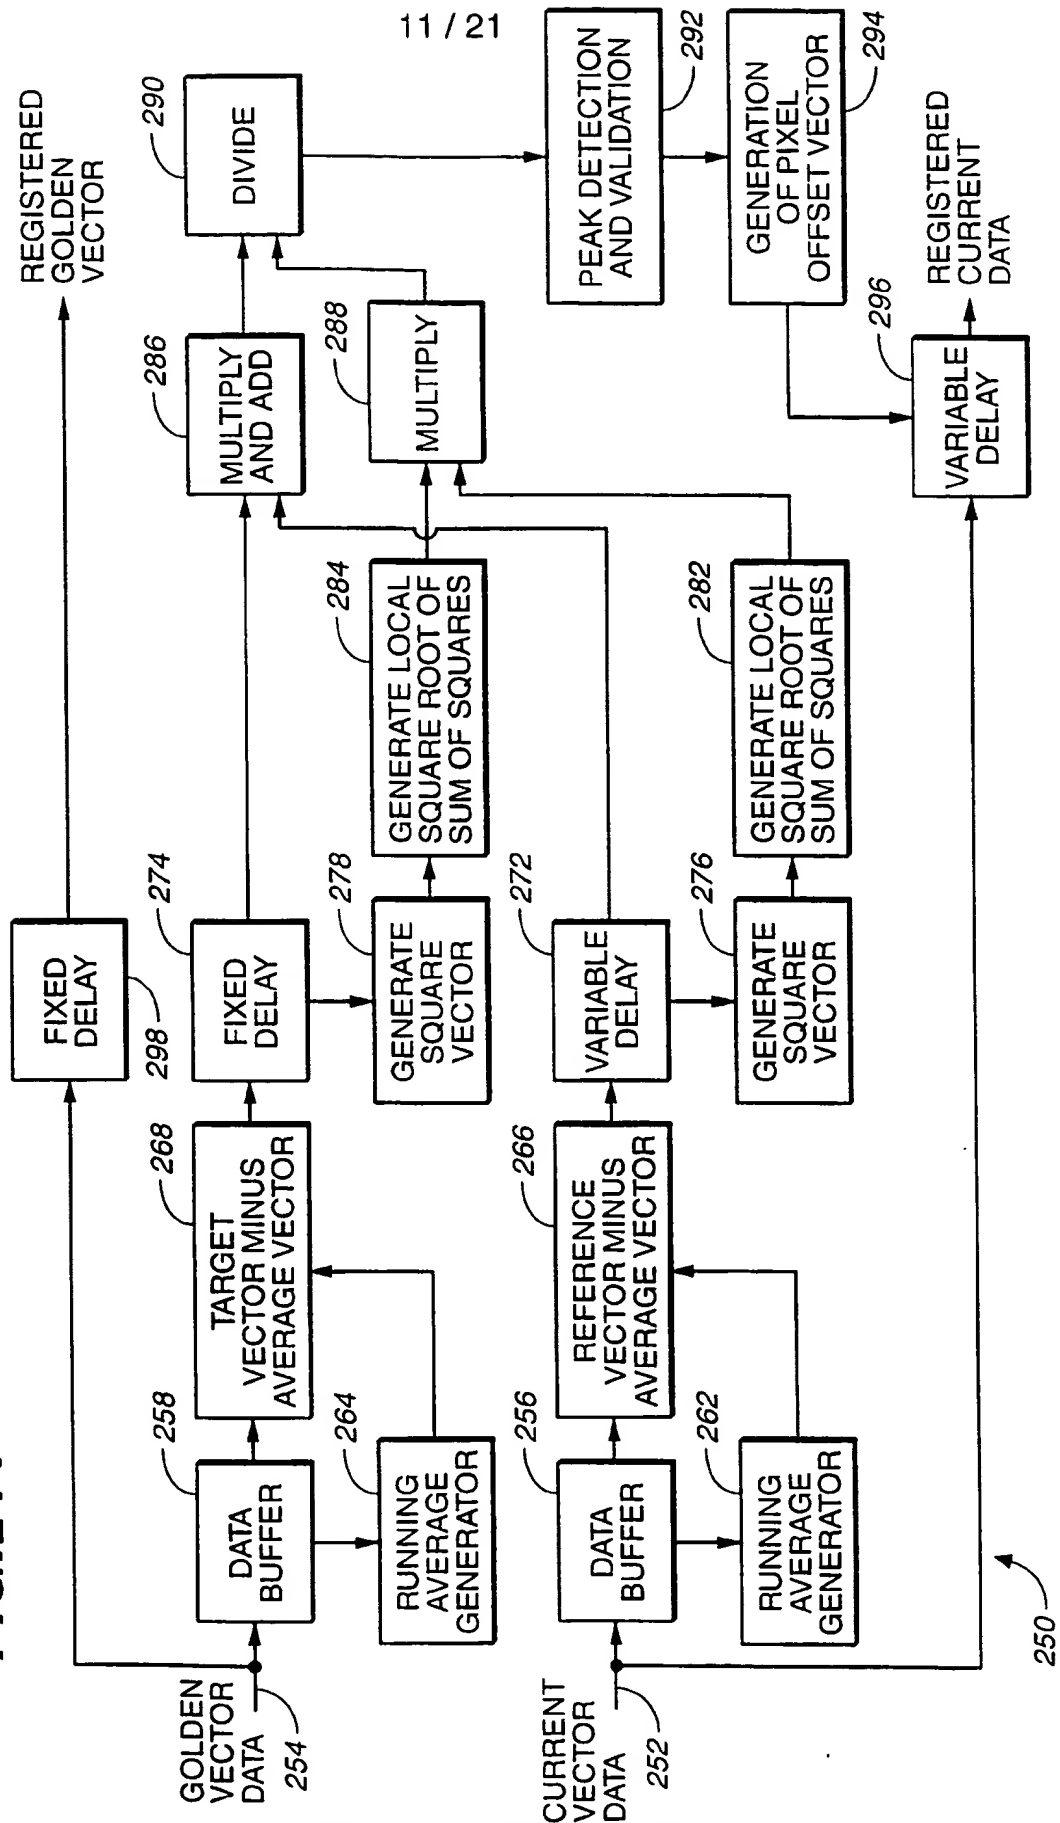 11 / 21
REGISTERED
GOLDEN
VECTOR
290
DIVIDE
PEAK DETECTION
AND VALIDATION
292
GENERATION
OF PIXEL
OFFSET VECTOR
294
REGISTERED
CURRENT
DATA
286
MULTIPLY
AND ADD
288
MULTIPLY
296
VARIABLE
DELAY
284
GENERATE LOCAL
SQUARE ROOT OF
SUM OF SQUARES
282
GENERATE LOCAL
SQUARE ROOT OF
SUM OF SQUARES
FIXED
DELAY
298
274
FIXED
DELAY
278
GENERATE
SQUARE
VECTOR
272
VARIABLE
DELAY
276
GENERATE
SQUARE
VECTOR
268
TARGET
VECTOR MINUS
AVERAGE VECTOR
266
REFERENCE
VECTOR MINUS
AVERAGE VECTOR
258
DATA
BUFFER
264
RUNNING
AVERAGE
GENERATOR
256
DATA
BUFFER
262
RUNNING
AVERAGE
GENERATOR
GOLDEN
VECTOR
DATA
254
CURRENT
VECTOR
DATA
252
250